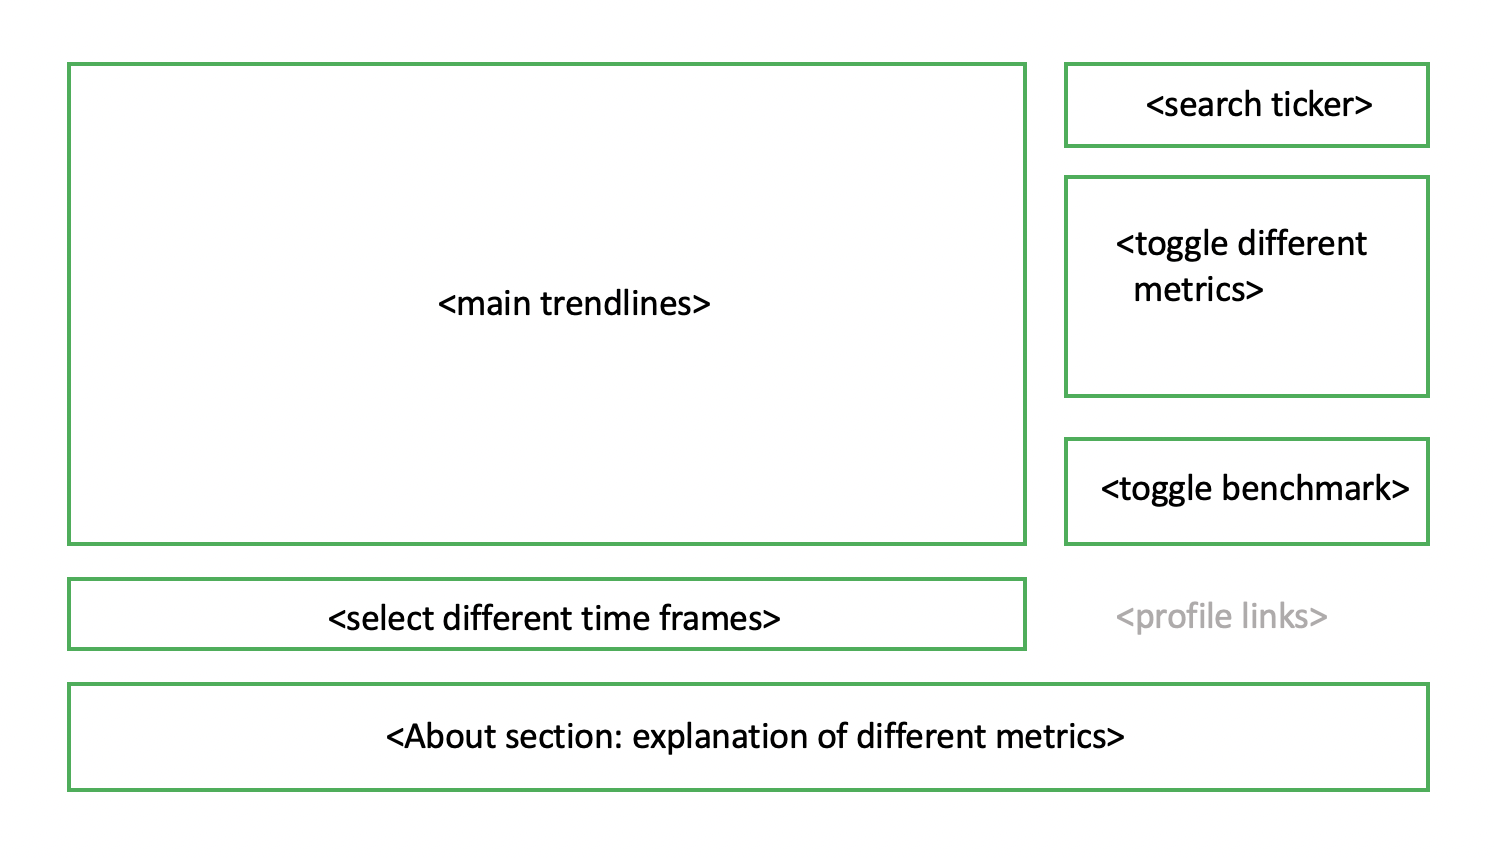 <search ticker>
<main trendlines>
<toggle different
metrics>
<toggle benchmark>
<select different time frames>
<profile links>
<About section: explanation of different metrics>